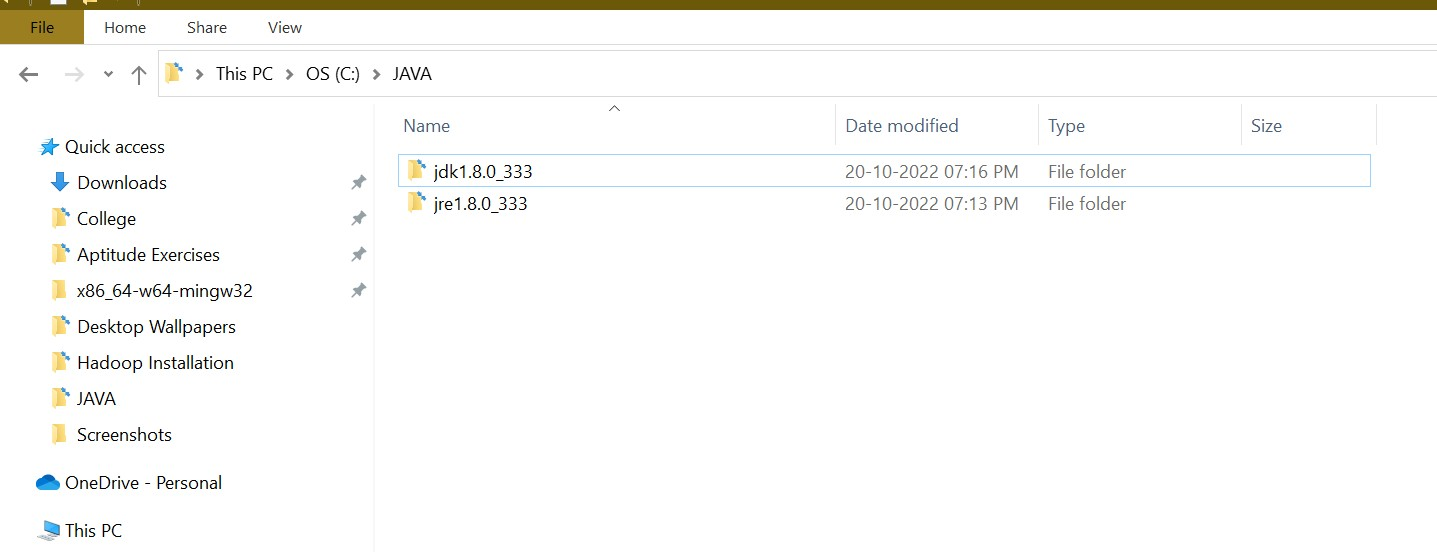 File Home Share View
This PC OS (C:) JAVA
Name Date modified Type Size
Quick access
Downloads
College
Aptitude Exercises
x86_64-w64-mingw32
Desktop Wallpapers
Hadoop Installation
JAVA
Screenshots
OneDrive - Personal
This PC
jdk1.8.0_333 20-10-2022 07:16 PM File folder
jre1.8.0_333 20-10-2022 07:13 PM File folder